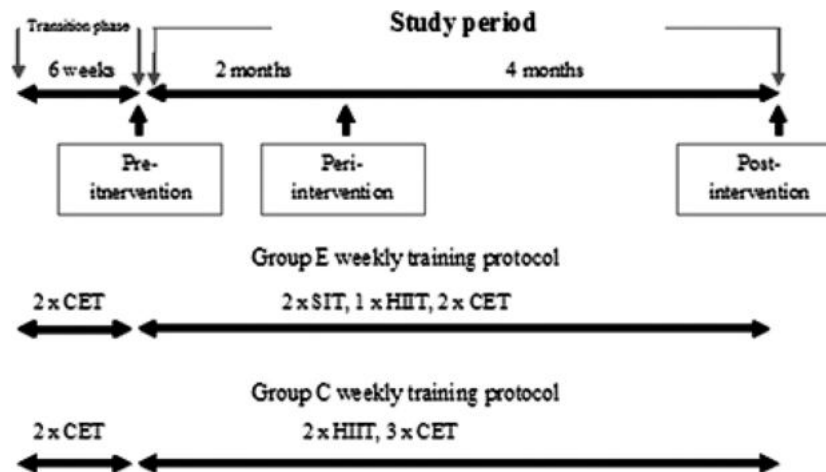 Transition phase
Study period
6 weeks
2 months
4 months
Pre-
itnervention
Peri-
intervention
Post-
intervention
Group E weekly training protocol
2 x CET
2 x SIT, 1 x HIIT, 2 x CET
Group C weekly training protocol
2 x CET
2 x HIIT, 3 x CET